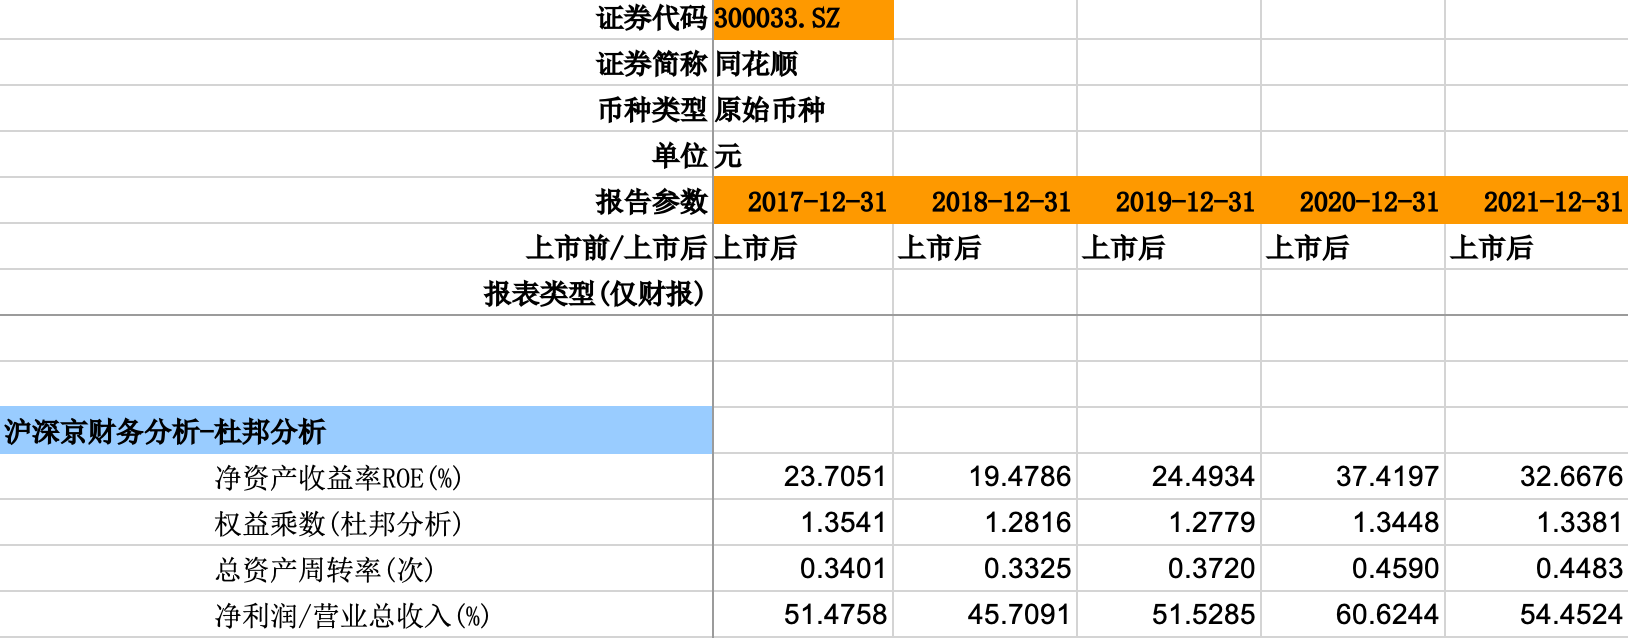 证券代码 300033.SZ
证券简称 同花顺
币种类型 原始币种
单位 元
报告参数 2017-12-31 2018-12-31 2019-12-31 2020-12-31 2021-12-31
上市前/上市后 上市后 上市后 上市后 上市后 上市后
报表类型(仅财报)
沪深京财务分析-杜邦分析
净资产收益率ROE(%) 23.7051 19.4786 24.4934 37.4197 32.6676
权益乘数(杜邦分析) 1.3541 1.2816 1.2779 1.3448 1.3381
总资产周转率(次) 0.3401 0.3325 0.3720 0.4590 0.4483
净利润/营业总收入(%) 51.4758 45.7091 51.5285 60.6244 54.4524